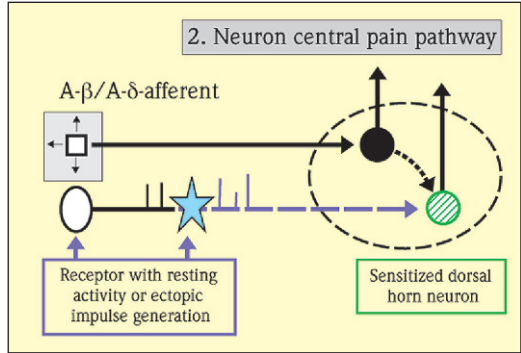 2. Neuron central pain pathway
A-β/A-δ-afferent
Receptor with resting
activity or ectopic
impulse generation
Sensitized dorsal
horn neuron